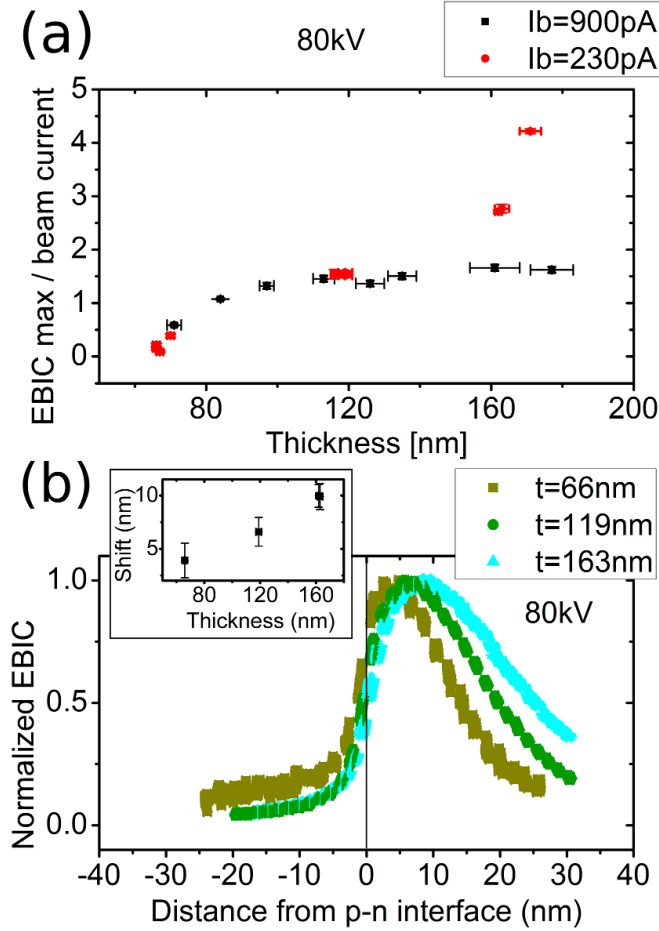 (a)
80kV
Ib=900pA
Ib=230pA
EBIC max / beam current
5
4
3
2
1
0
80
120
160
200
Thickness [nm]
(b)
10
5
Shift (nm)
80
120
160
Thickness (nm)
t=66nm
t=119nm
t=163nm
80kV
Normalized EBIC
1.0
0.5
0.0
-40
-30
-20
-10
0
10
20
30
40
Distance from p-n interface (nm)